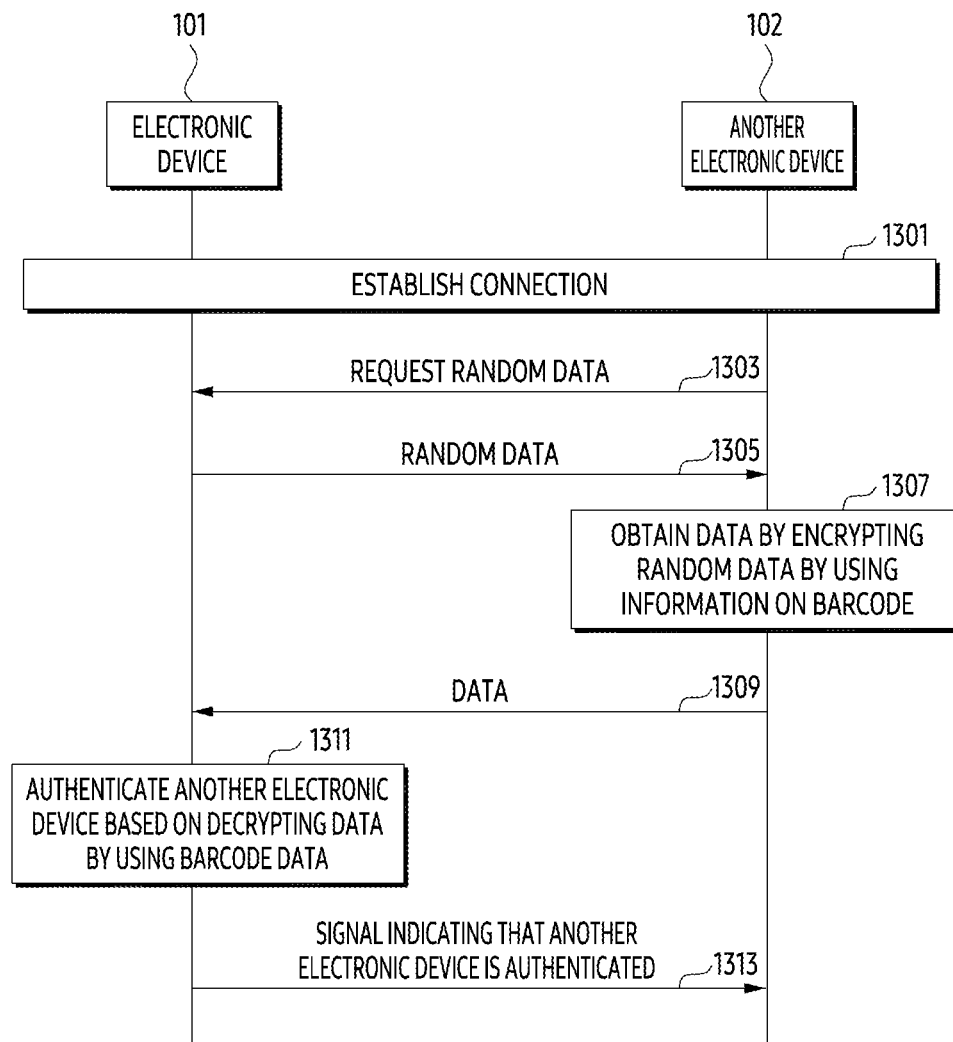 101
102
ELECTRONIC
DEVICE
ANOTHER
ELECTRONIC DEVICE
1301
ESTABLISH CONNECTION
REQUEST RANDOM DATA
1303
RANDOM DATA
1305
1307
OBTAIN DATA BY ENCRYPTING
RANDOM DATA BY USING
INFORMATION ON BARCODE
DATA
1309
1311
AUTHENTICATE ANOTHER ELECTRONIC
DEVICE BASED ON DECRYPTING DATA
BY USING BARCODE DATA
SIGNAL INDICATING THAT ANOTHER
ELECTRONIC DEVICE IS AUTHENTICATED
1313